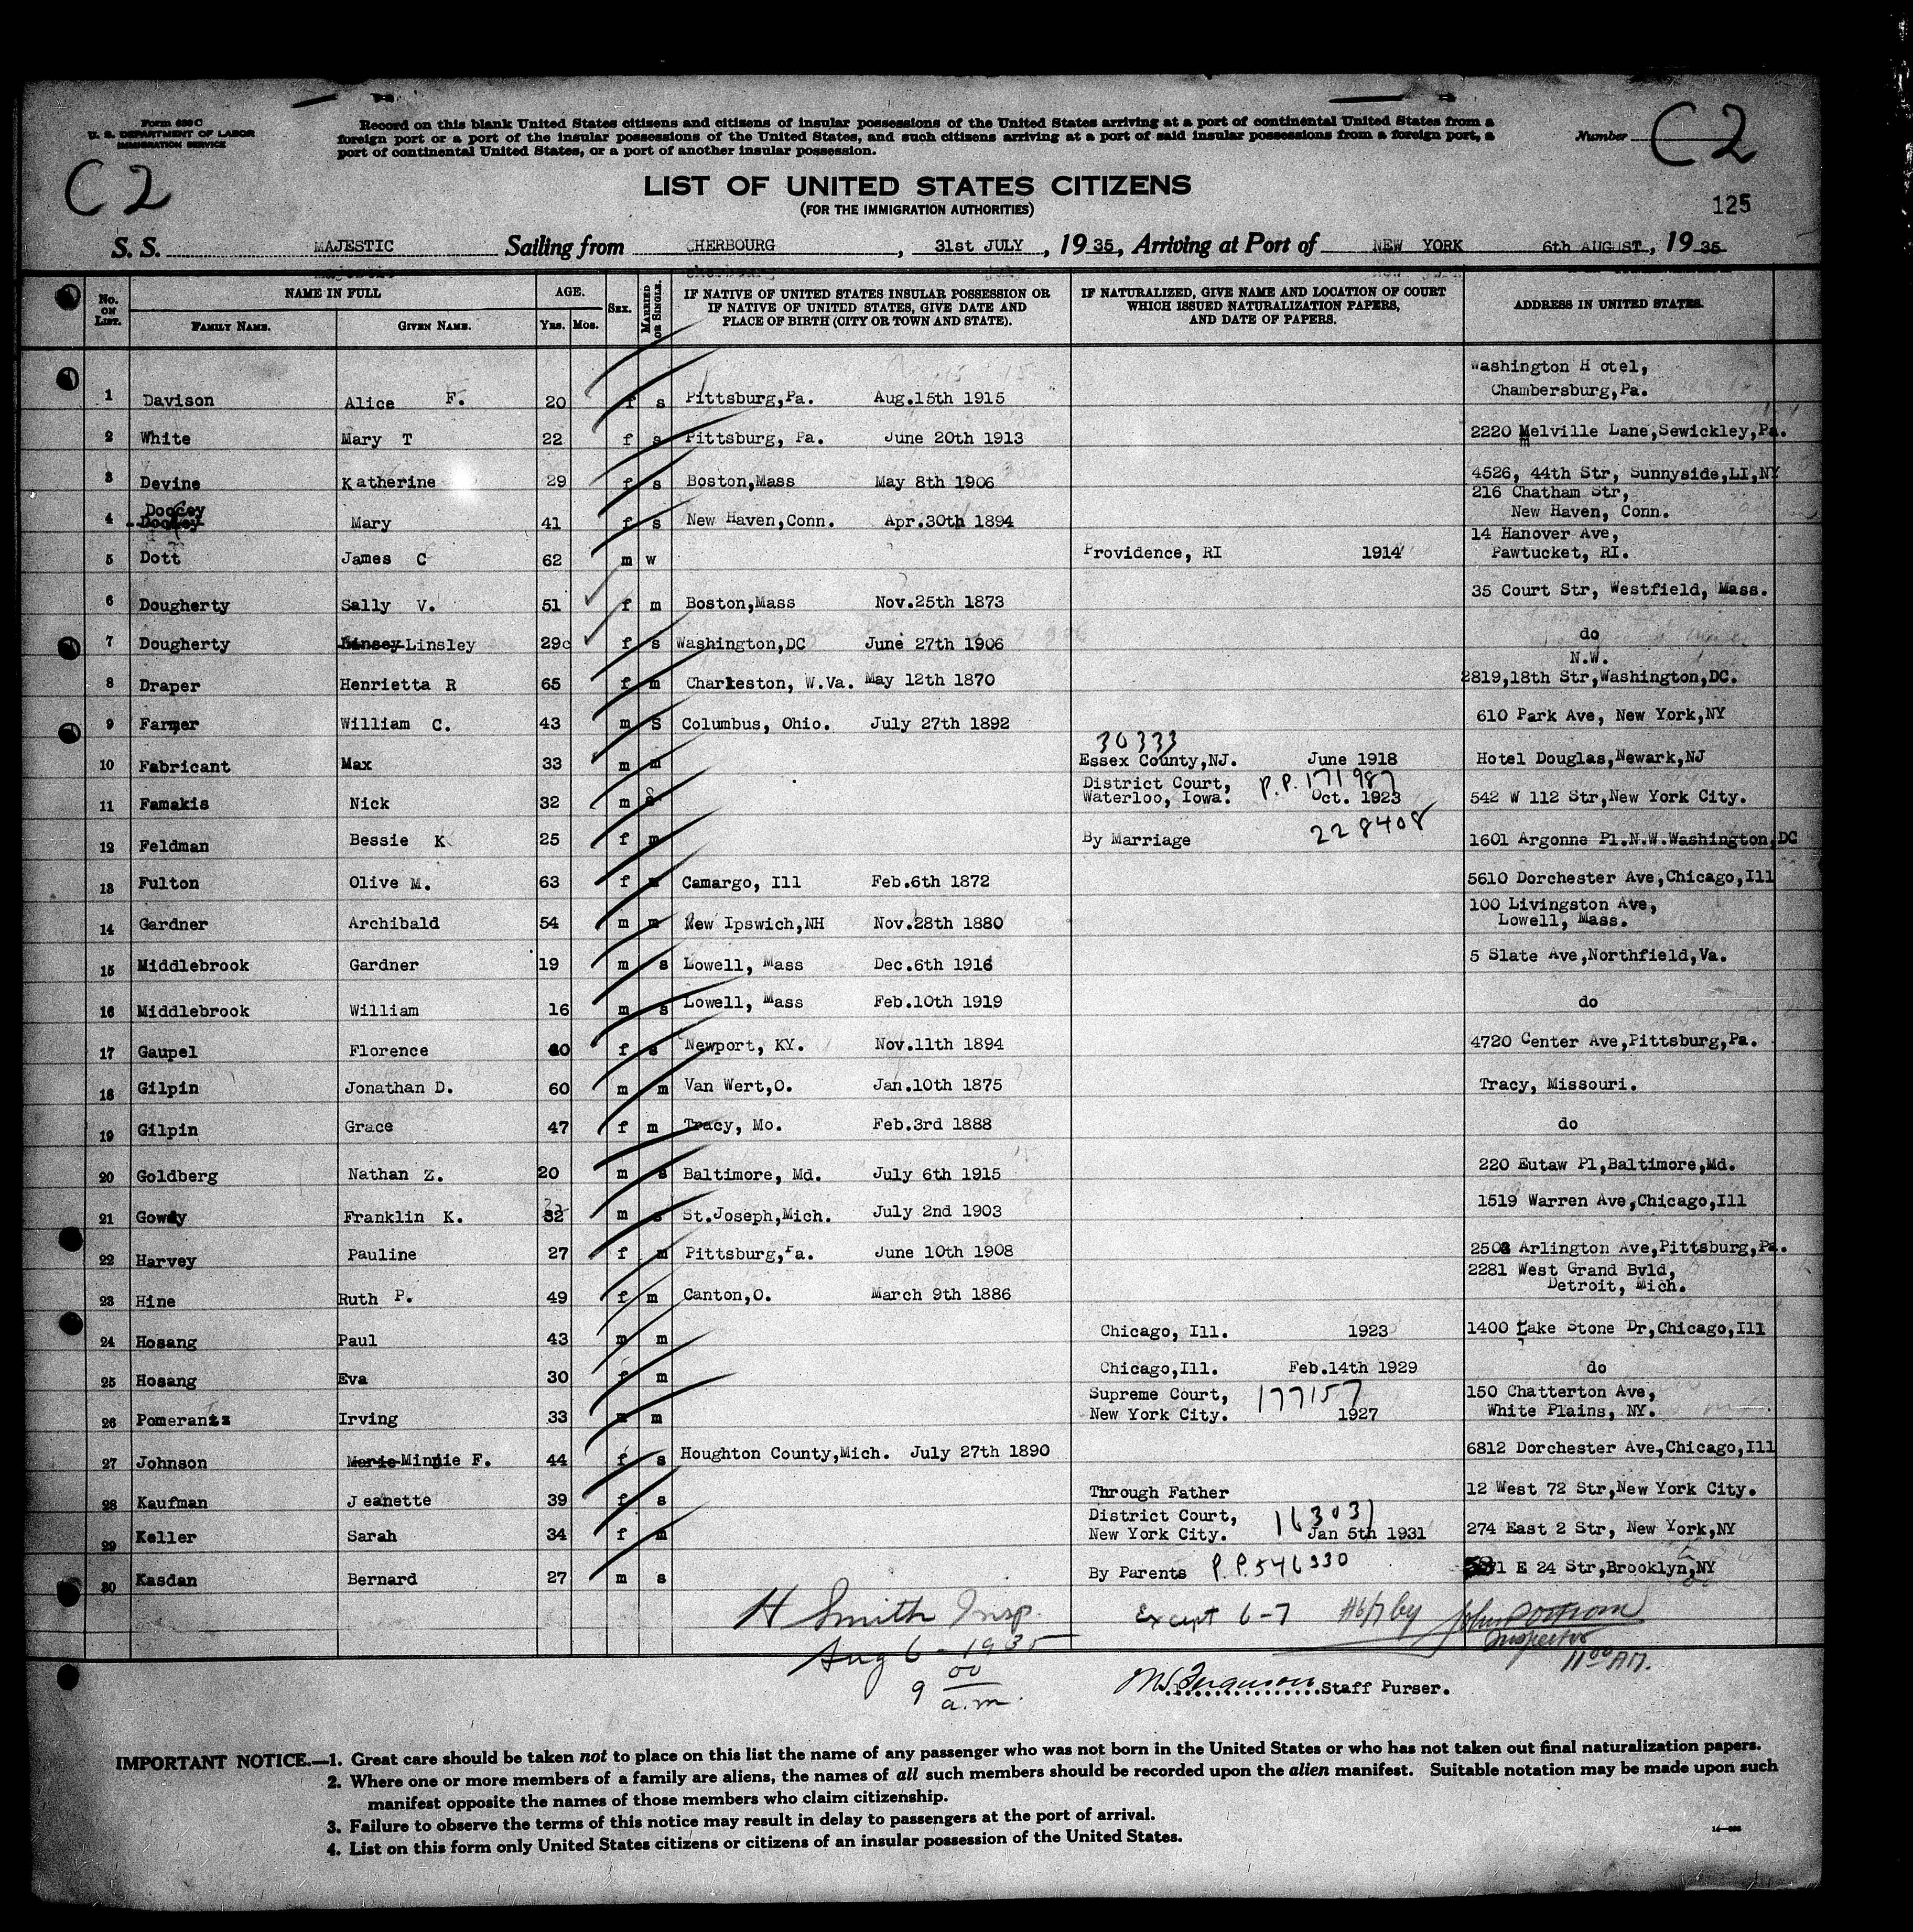 Form 630 C
U. S. DEPARTMENT OF LABOR
IMMIGRATION SERVICE
Record on this blank United States citizens and citizens of insular possessions of the United States arriving at a port of continental United States from a
foreign port or a port of the insular possessions of the United States, and such citizens arriving at a port of said insular possessions from a foreign port, a
port of continental United States, or a port of another insular possession.
Number C2
C2
LIST OF UNITED STATES CITIZENS
(FOR THE IMMIGRATION AUTHORITIES)
125
S. S. MAJESTIC Sailing from CHERBOURG, 31st JULY, 19 35, Arriving at Port of NEW YORK 6th AUGUST, 19 35
No. ON LIST. NAME IN FULL AGE. SEX. MARRIED OR SINGLE. IF NATIVE OF UNITED STATES INSULAR POSSESSION OR IF NATIVE OF UNITED STATES, GIVE DATE AND PLACE OF BIRTH (CITY OR TOWN AND STATE). IF NATURALIZED, GIVE NAME AND LOCATION OF COURT WHICH ISSUED NATURALIZATION PAPERS, AND DATE OF PAPERS. ADDRESS IN UNITED STATES.
FAMILY NAME. GIVEN NAME. YRS. MOS.
Washington Hotel,
1 Davison Alice F. 20 f s Pittsburg,Pa. Aug.15th 1915 Chambersburg,Pa.
2 White Mary T 22 f s Pittsburg, Pa. June 20th 1913 2220 Melville Lane,Sewickley,Pa.
3 Devine Katherine 29 f s Boston,Mass May 8th 1906 4526, 44th Str, Sunnyside,LI,NY
216 Chatham Str,
4 Mary 41 f s New Haven,Conn. Apr.30th 1894 New Haven, Conn.
14 Hanover Ave,
5 Dott James C 62 m w Providence, RI 1914 Pawtucket, RI.
6 Dougherty Sally V. 51 f m Boston,Mass Nov.25th 1873 35 Court Str, Westfield, Mass.
7 Dougherty Linsey Linsley 29 f s Washington,DC June 27th 1906 do
N.W.
8 Draper Henrietta R 65 f m Charleston, W.Va. May 12th 1870 2819,18th Str,Washington,DC.
9 Farmer William C. 43 m S Columbus, Ohio. July 27th 1892 610 Park Ave, New York,NY
30333
10 Fabricant Max 33 m m Essex County,NJ. June 1918 Hotel Douglas,Newark,NJ
District Court, P.P. 171987
11 Famakis Nick 32 m s Waterloo, Iowa. Oct. 1923 542 W 112 Str,New York City.
12 Feldman Bessie K 25 f m By Marriage 228408 1601 Argonne Pl.N.W.Washington,DC
13 Fulton Olive M. 63 f m Camargo, Ill Feb.6th 1872 5610 Dorchester Ave,Chicago,Ill
100 Livingston Ave,
14 Gardner Archibald 54 m m New Ipswich,NH Nov.28th 1880 Lowell, Mass.
15 Middlebrook Gardner 19 m s Lowell, Mass Dec.6th 1916 5 Slate Ave,Northfield,Va.
16 Middlebrook William 16 m s Lowell, Mass Feb.10th 1919 do
17 Gaupel Florence 40 f s Newport, KY. Nov.11th 1894 4720 Center Ave,Pittsburg,Pa.
18 Gilpin Jonathan D. 60 m m Van Wert,O. Jan.10th 1875 Tracy, Missouri.
19 Gilpin Grace 47 f m Tracy, Mo. Feb.3rd 1888 do
20 Goldberg Nathan Z. 20 m s Baltimore, Md. July 6th 1915 220 Eutaw Pl,Baltimore,Md.
21 Gowdy Franklin K. 32 m s St.Joseph,Mich. July 2nd 1903 1519 Warren Ave,Chicago,Ill
22 Harvey Pauline 27 f m Pittsburg,Pa. June 10th 1908 2508 Arlington Ave,Pittsburg,Pa.
2281 West Grand Bvld,
23 Hine Ruth P. 49 f m Canton,O. March 9th 1886 Detroit, Mich.
24 Hosang Paul 43 m m Chicago, Ill. 1923 1400 Lake Stone Dr,Chicago,Ill
25 Hosang Eva 30 f m Chicago,Ill. Feb.14th 1929 do
Supreme Court, 177157 150 Chatterton Ave,
26 Pomerantz Irving 33 m m New York City. 1927 White Plains, NY.
27 Johnson Marie Minnie F. 44 f s Houghton County,Mich. July 27th 1890 6812 Dorchester Ave,Chicago,Ill
28 Kaufman Jeanette 39 f s Through Father 12 West 72 Str,New York City.
District Court, 163031
29 Keller Sarah 34 f m New York City. Jan 5th 1931 274 East 2 Str, New York,NY
30 Kasdan Bernard 27 m s By Parents P.P. 546330 E 24 Str,Brooklyn,NY
H Smith Insp. Except 6-7 #6/7 by
Inspector
Aug 6 - 1935 11 00 AM.
9 00 a.m. Ferguson Staff Purser.
IMPORTANT NOTICE.—1. Great care should be taken not to place on this list the name of any passenger who was not born in the United States or who has not taken out final naturalization papers.
2. Where one or more members of a family are aliens, the names of all such members should be recorded upon the alien manifest. Suitable notation may be made upon such
manifest opposite the names of those members who claim citizenship.
3. Failure to observe the terms of this notice may result in delay to passengers at the port of arrival.
4. List on this form only United States citizens or citizens of an insular possession of the United States.